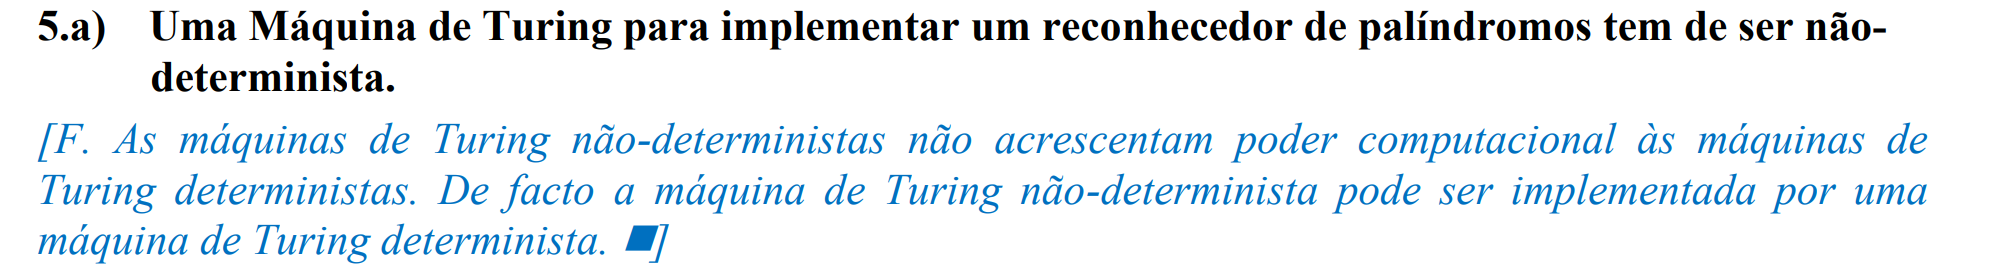 5.a) Uma Máquina de Turing para implementar um reconhecedor de palíndromos tem de ser não-
determinista.
[F. As máquinas de Turing não-deterministas não acrescentam poder computacional às máquinas de
Turing deterministas. De facto a máquina de Turing não-determinista pode ser implementada por uma
máquina de Turing determinista. ■]